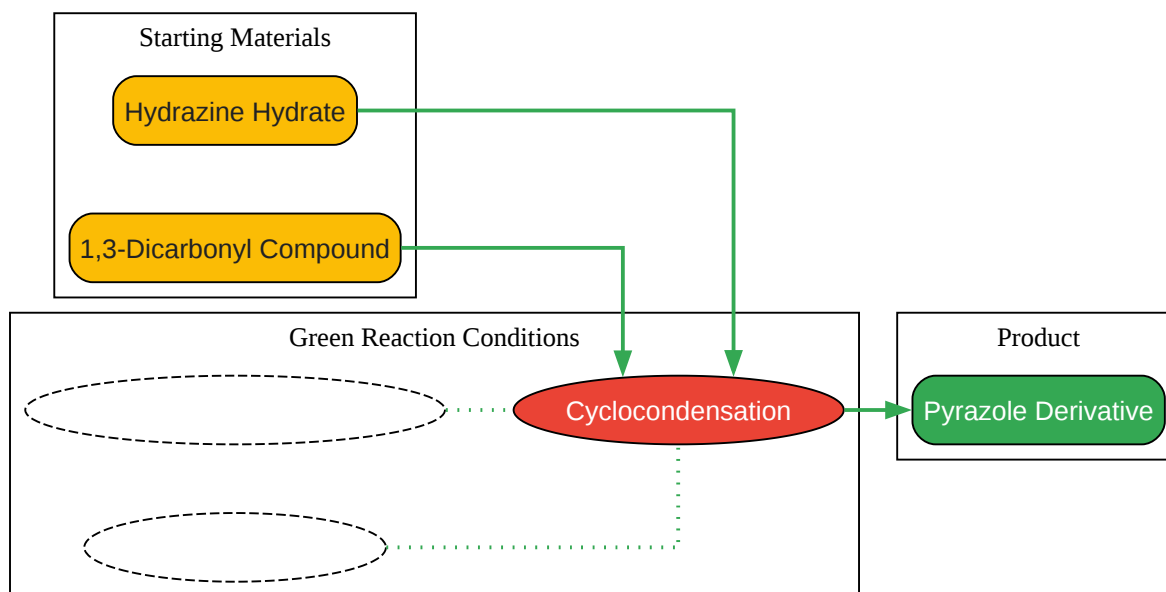 Starting Materials
Hydrazine Hydrate
1,3-Dicarbonyl Compound
Green Reaction Conditions
Cyclocondensation
Product
Pyrazole Derivative